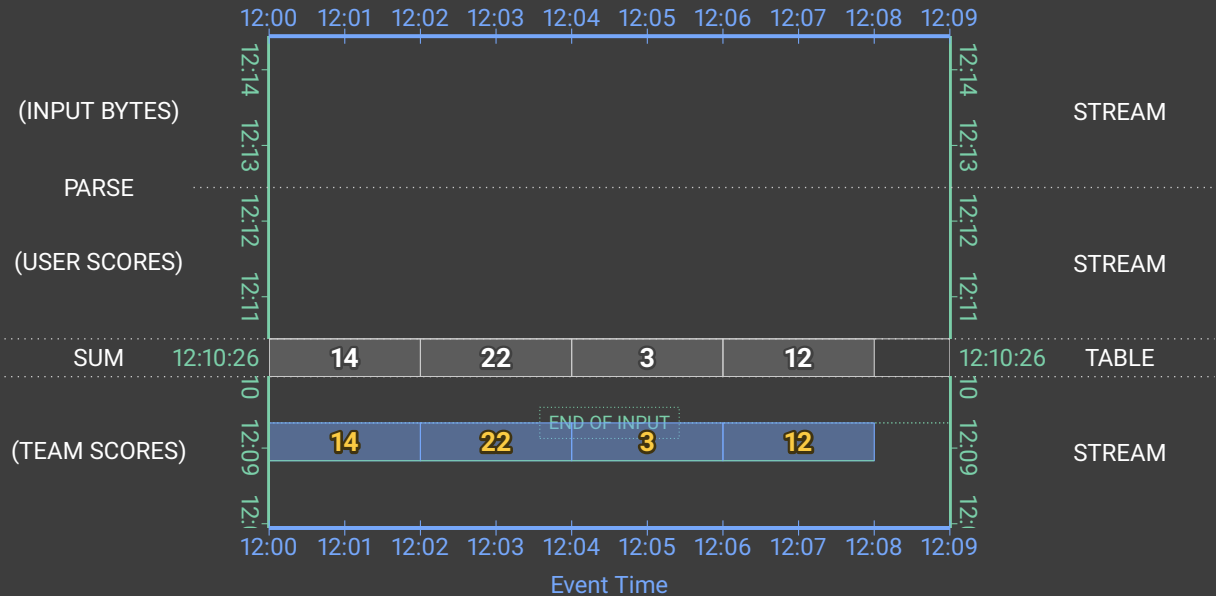 12:00 12:01 12:02 12:03 12:04 12:05 12:06 12:07 12:08 12:09
12:14 12:14
(INPUT BYTES) STREAM
12:13 12:13
PARSE
12:12 12:12
(USER SCORES) STREAM
12:11 12:11
SUM 12:10:26 14 22 3 12 12:10:26 TABLE
10 10
END OF INPUT
14 22 3 12
(TEAM SCORES) 12:09 12:09 STREAM
12:00 12:01 12:02 12:03 12:04 12:05 12:06 12:07 12:08 12:09
Event Time